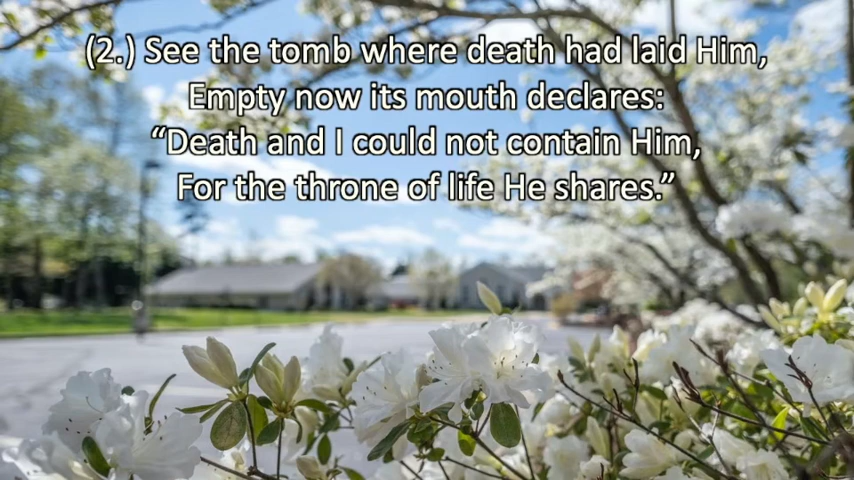 (2.) See the tomb where death had laid Him,
Empty now its mouth declares:
“Death and I could not contain Him,
For the throne of life He shares.”